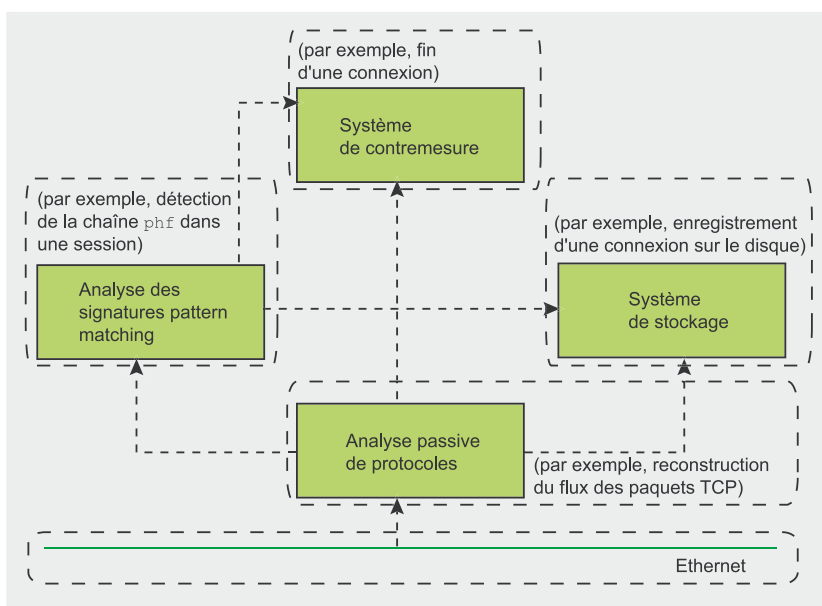 (par exemple, fin
d'une connexion)
Système
de contremesure
(par exemple, détection
de la chaîne phf dans
une session)
Analyse des
signatures pattern
matching
(par exemple, enregistrement
d'une connexion sur le disque)
Système
de stockage
Analyse passive
de protocoles
(par exemple, reconstruction
du flux des paquets TCP)
Ethernet